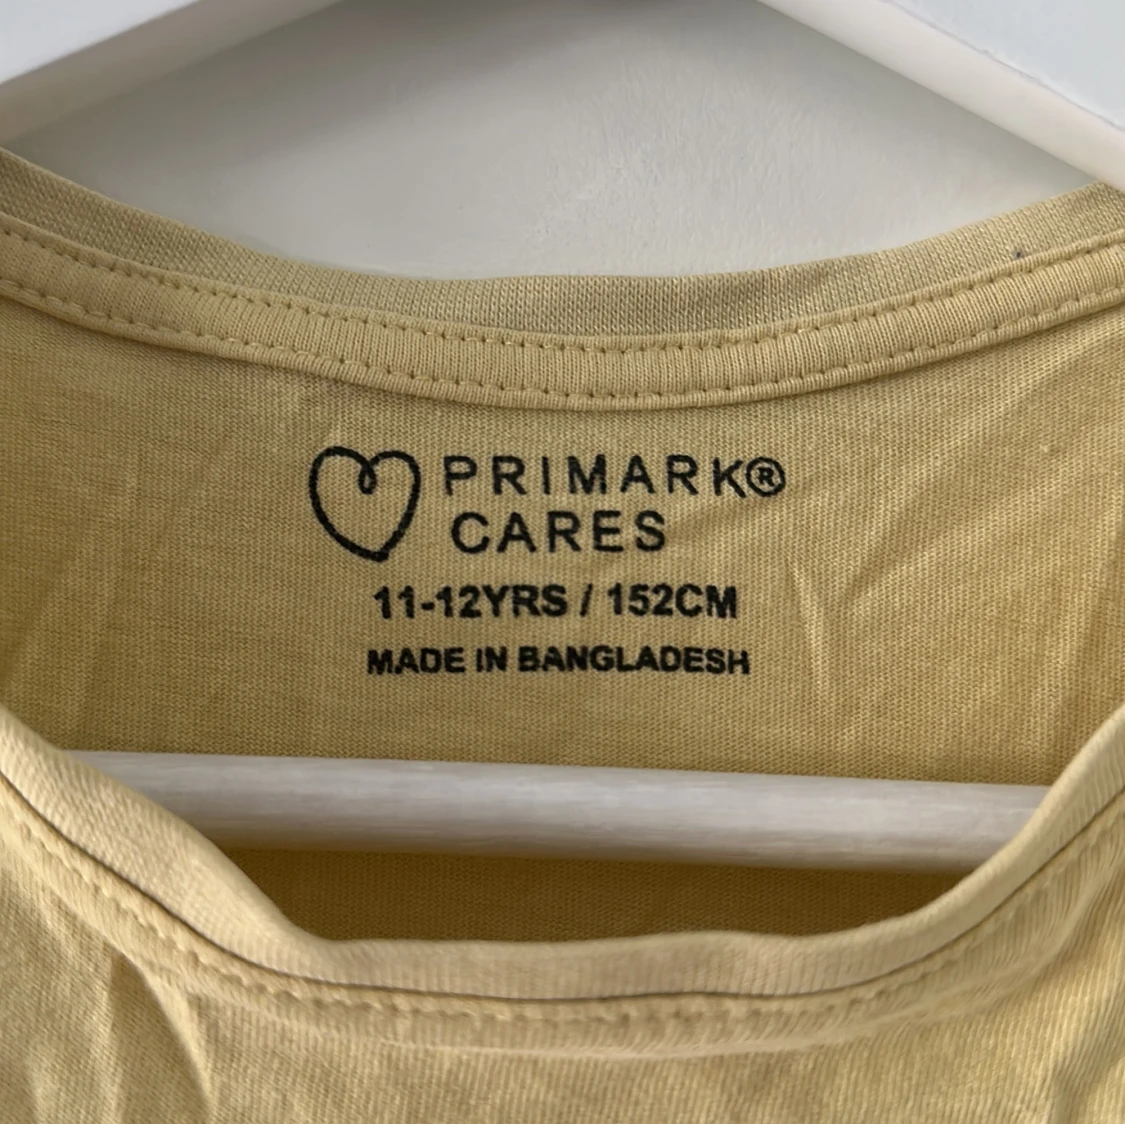 PRIMARK®
CARES
11-12YRS / 152CM
MADE IN BANGLADESH